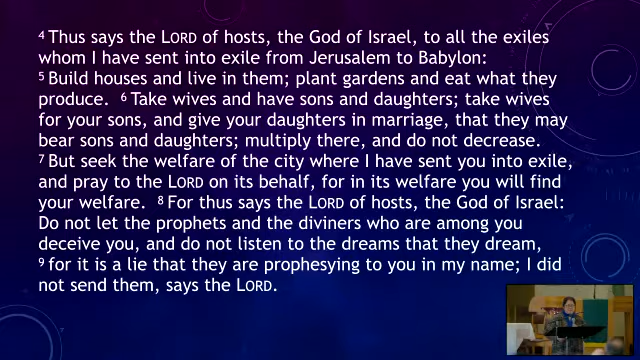 ⁴ Thus says the LORD of hosts, the God of Israel, to all the exiles
whom I have sent into exile from Jerusalem to Babylon:
⁵ Build houses and live in them; plant gardens and eat what they
produce. ⁶ Take wives and have sons and daughters; take wives
for your sons, and give your daughters in marriage, that they may
bear sons and daughters; multiply there, and do not decrease.
⁷ But seek the welfare of the city where I have sent you into exile,
and pray to the LORD on its behalf, for in its welfare you will find
your welfare. ⁸ For thus says the LORD of hosts, the God of Israel:
Do not let the prophets and the diviners who are among you
deceive you, and do not listen to the dreams that they dream,
⁹ for it is a lie that they are prophesying to you in my name; I did
not send them, says the LORD.